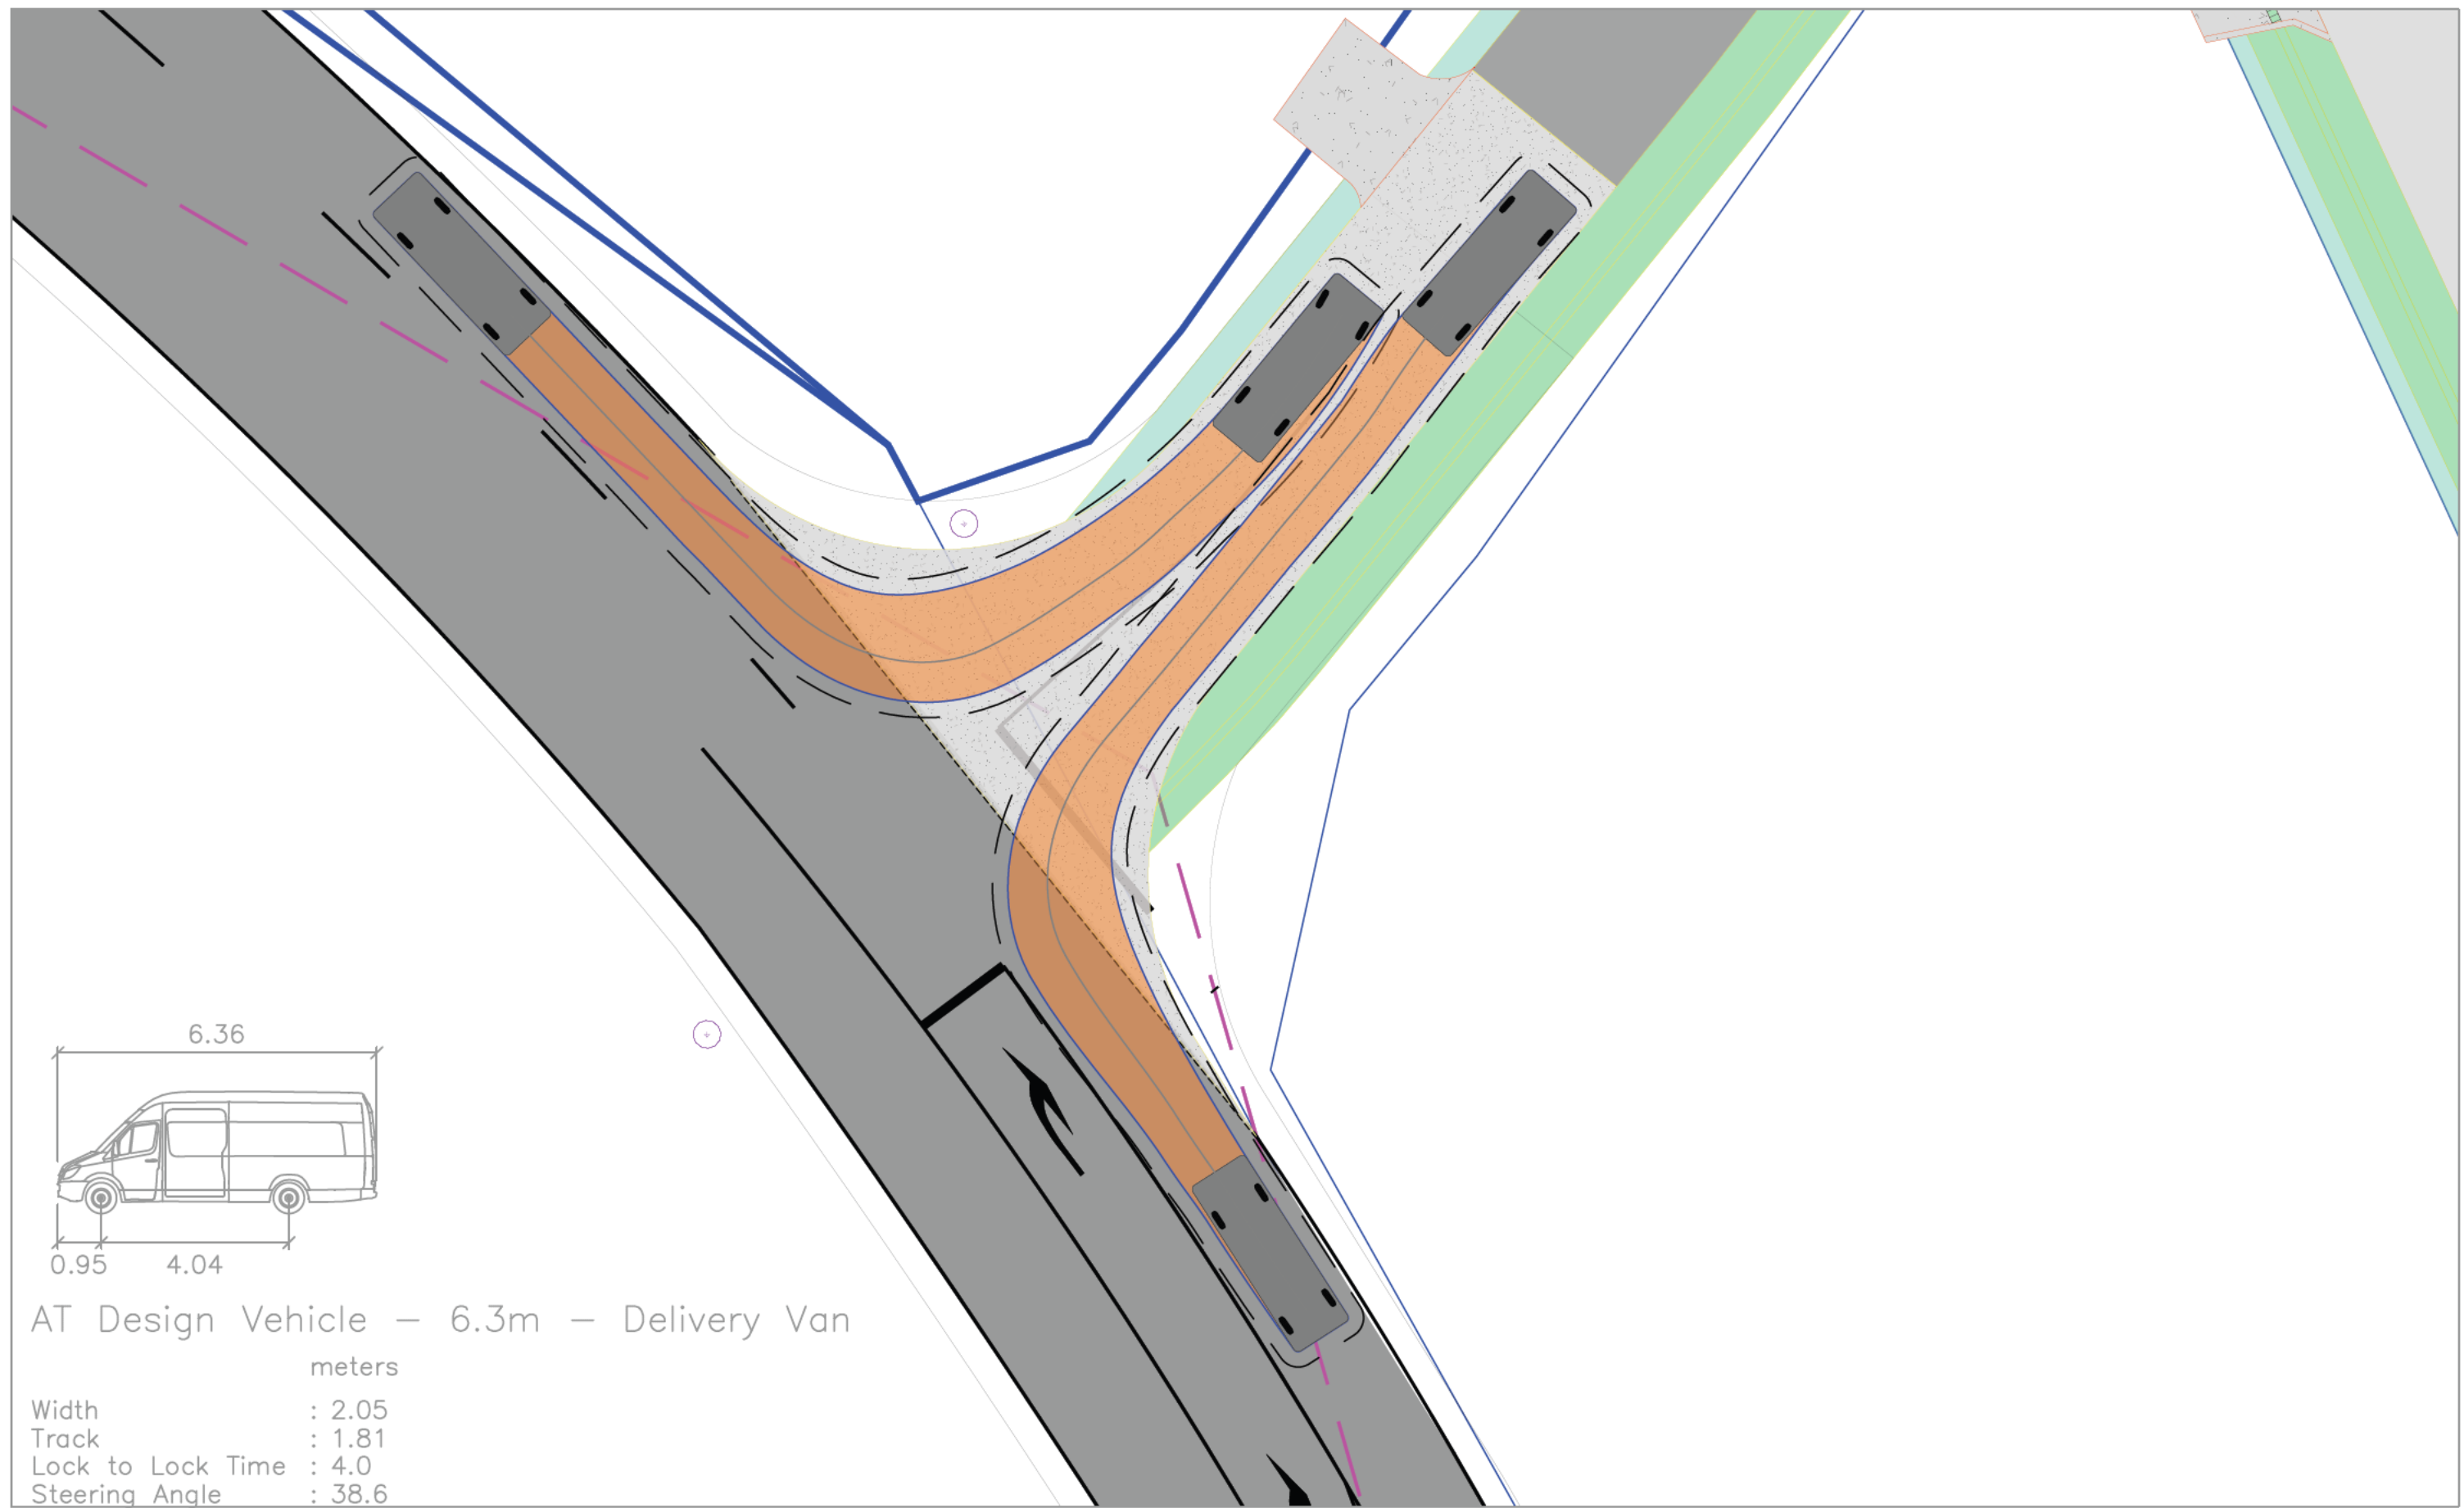 6.36
0.95 4.04
AT Design Vehicle — 6.3m — Delivery Van
meters
Width : 2.05
Track : 1.81
Lock to Lock Time : 4.0
Steering Angle : 38.6